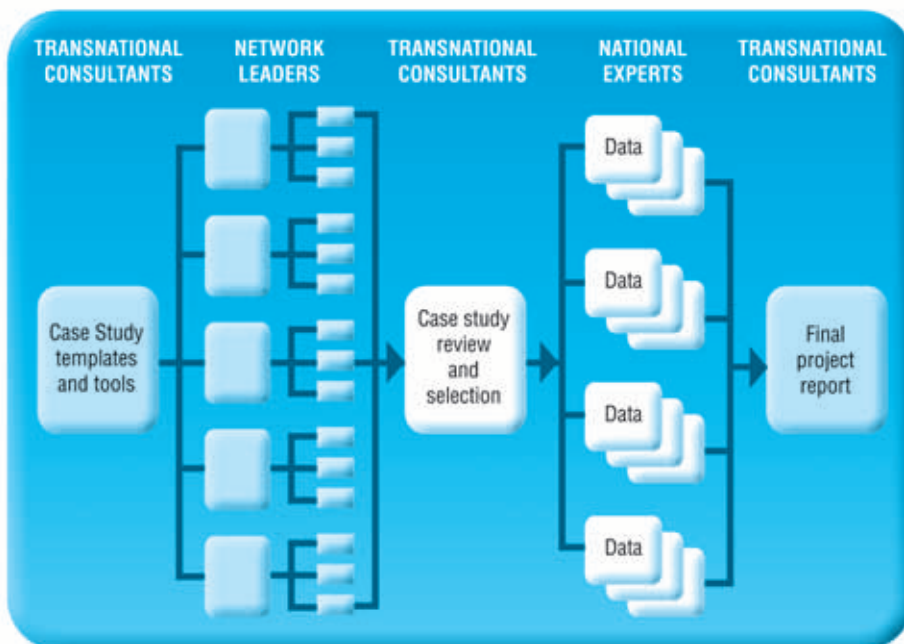 TRANSNATIONAL
CONSULTANTS
NETWORK
LEADERS
TRANSNATIONAL
CONSULTANTS
NATIONAL
EXPERTS
TRANSNATIONAL
CONSULTANTS
Case Study
templates
and tools
Case study
review
and
selection
Data
Data
Data
Data
Final
project
report